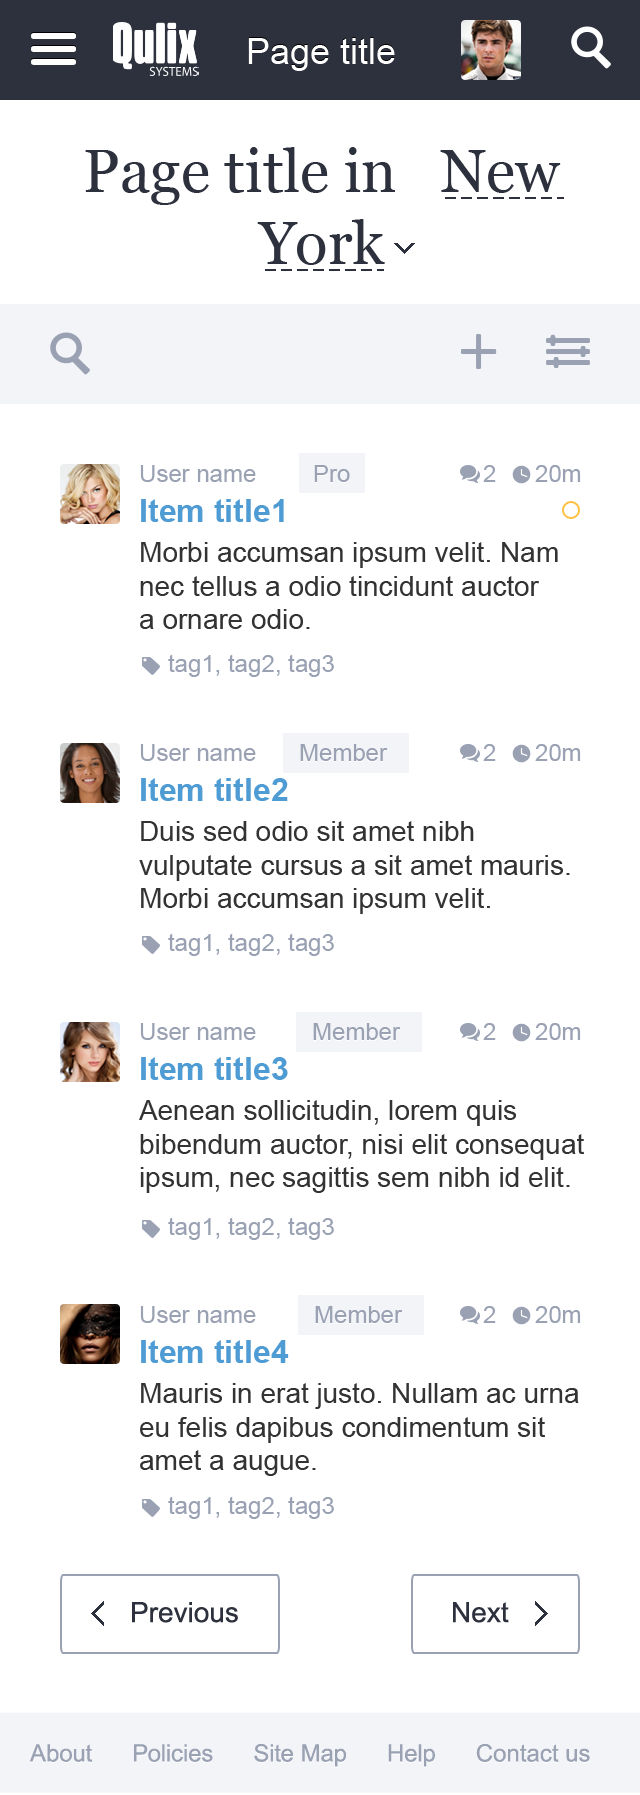 Qulix
SYSTEMS
Page title
Page title in New
York
User name Pro 2 20m
Item title1
Morbi accumsan ipsum velit. Nam
nec tellus a odio tincidunt auctor
a ornare odio.
tag1, tag2, tag3
User name Member 2 20m
Item title2
Duis sed odio sit amet nibh
vulputate cursus a sit amet mauris.
Morbi accumsan ipsum velit.
tag1, tag2, tag3
User name Member 2 20m
Item title3
Aenean sollicitudin, lorem quis
bibendum auctor, nisi elit consequat
ipsum, nec sagittis sem nibh id elit.
tag1, tag2, tag3
User name Member 2 20m
Item title4
Mauris in erat justo. Nullam ac urna
eu felis dapibus condimentum sit
amet a augue.
tag1, tag2, tag3
Previous Next
About Policies Site Map Help Contact us